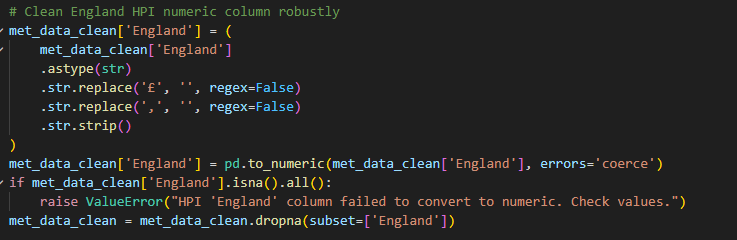 # Clean England HPI numeric column robustly
met_data_clean['England'] = (
    met_data_clean['England']
    .astype(str)
    .str.replace('£', '', regex=False)
    .str.replace(',', '', regex=False)
    .str.strip()
)
met_data_clean['England'] = pd.to_numeric(met_data_clean['England'], errors='coerce')
if met_data_clean['England'].isna().all():
    raise ValueError("HPI 'England' column failed to convert to numeric. Check values.")
met_data_clean = met_data_clean.dropna(subset=['England'])